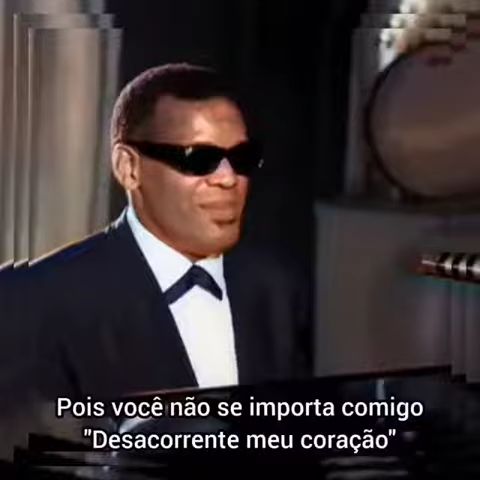 Pois você não se importa comigo
"Desacorrente meu coração"